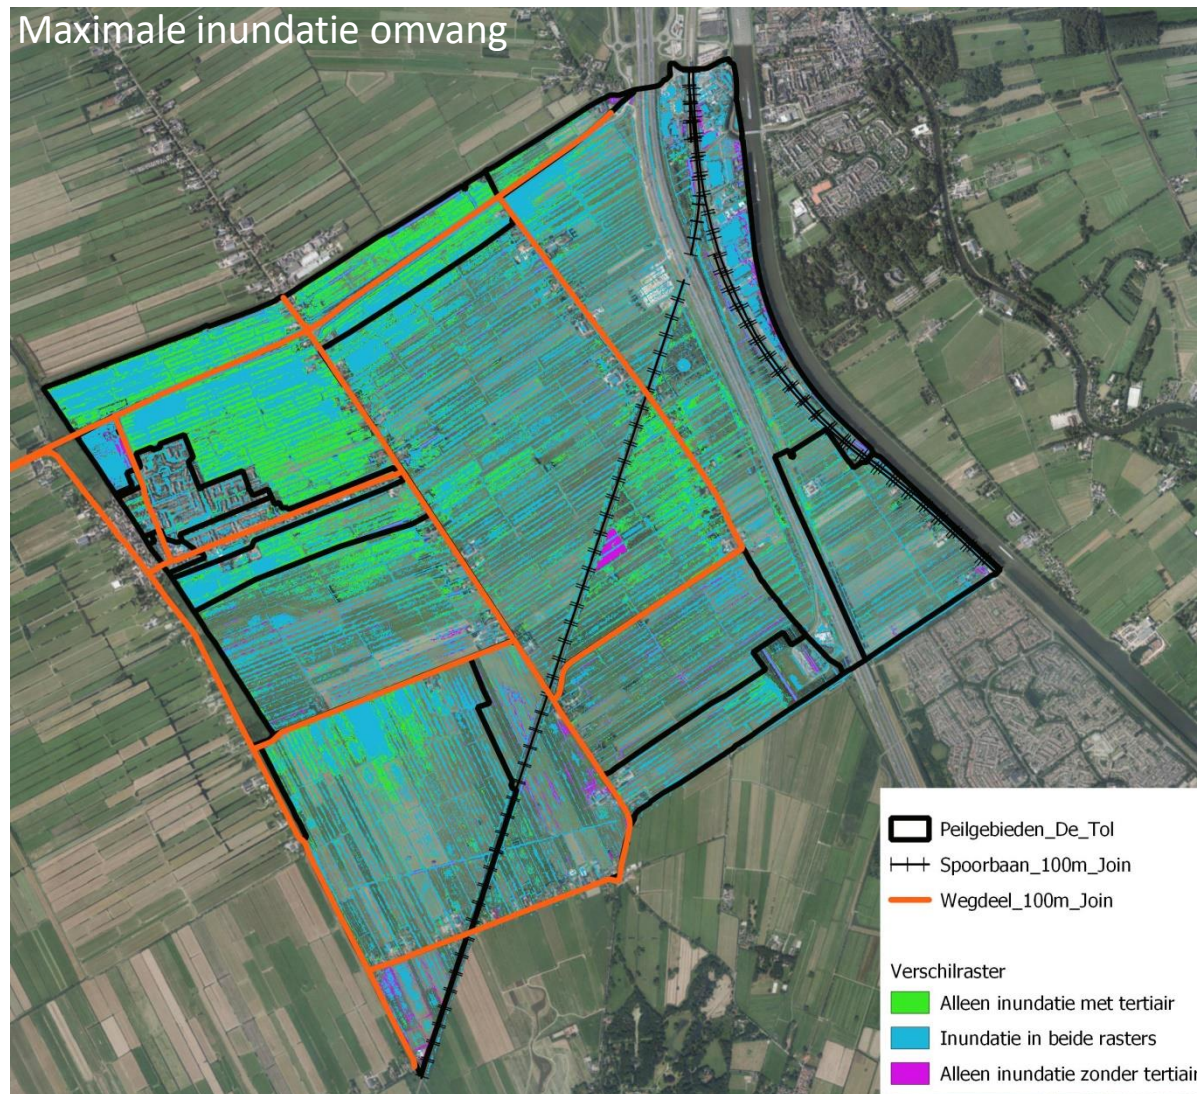 Maximale inundatie omvang
Peilgebieden_De_Tol
Spoorbaan_100m_Join
Wegdeel_100m_Join
Verschilraster
Alleen inundatie met tertiair
Inundatie in beide rasters
Alleen inundatie zonder tertiair